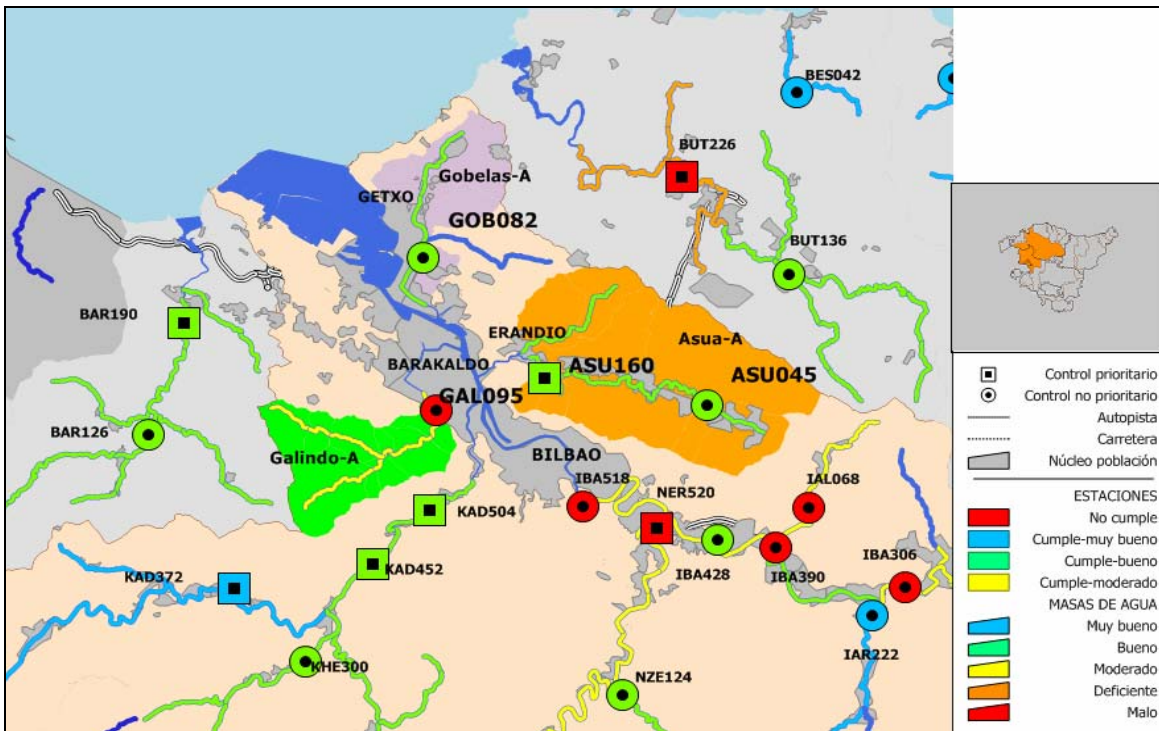 BES042
BUT226
Gobelas-A
GETXO
GOB082
BUT136
BAR190
ERANDIO
Asua-A
BARAKALDO
ASU160
ASU045
GAL095
BAR126
Galindo-A
BILBAO
IBA518
IAL068
NER520
KAD504
IBA306
KAD452
IBA428
IBA390
KAD372
IAR222
KHE300
NZE124
Control prioritario
Control no prioritario
Autopista
Carretera
Núcleo población
ESTACIONES
No cumple
Cumple-muy bueno
Cumple-bueno
Cumple-moderado
MASAS DE AGUA
Muy bueno
Bueno
Moderado
Deficiente
Malo